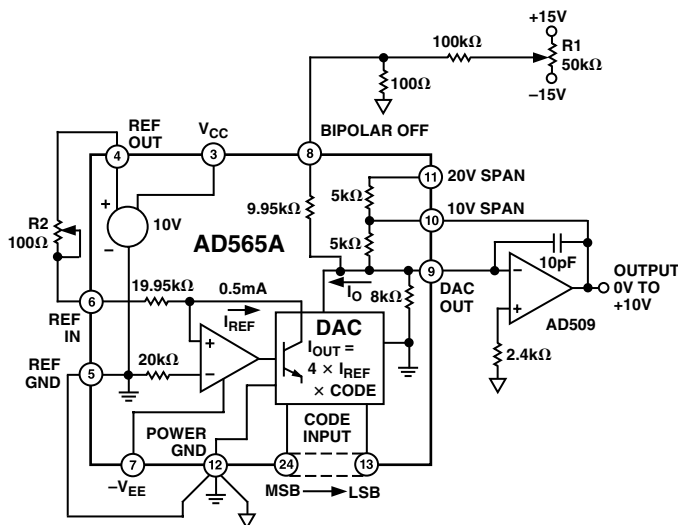 +15V
100kΩ
R1
50kΩ
100Ω
–15V
REF
OUT
VCC
BIPOLAR OFF
4
3
8
11
20V SPAN
5kΩ
9.95kΩ
10
10V SPAN
+
10V
–
R2
100Ω
AD565A
5kΩ
10pF
9
–
OUTPUT
0V TO
+10V
19.95kΩ
0.5mA
IO
8kΩ
DAC
OUT
6
REF
IN
IREF
+
AD509
DAC
IOUT =
4 × IREF
× CODE
+
2.4kΩ
REF
GND
5
20kΩ
–
POWER
GND
CODE
INPUT
7
12
24
13
–VEE
MSB
LSB